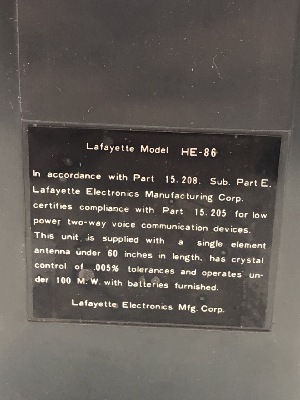 Lafayette Model HE-86
In accordance with Part 15.208. Sub. Part E,
Lafayette Electronics Manufacturing Corp.
certifies compliance with Part 15.205 for low
power two-way voice communication devices.
This unit is supplied with a single element
antenna under 60 inches in length, has crystal
control of .005% tolerances and operates un-
der 100 M.W. with batteries furnished.
Lafayette Electronics Mfg. Corp.